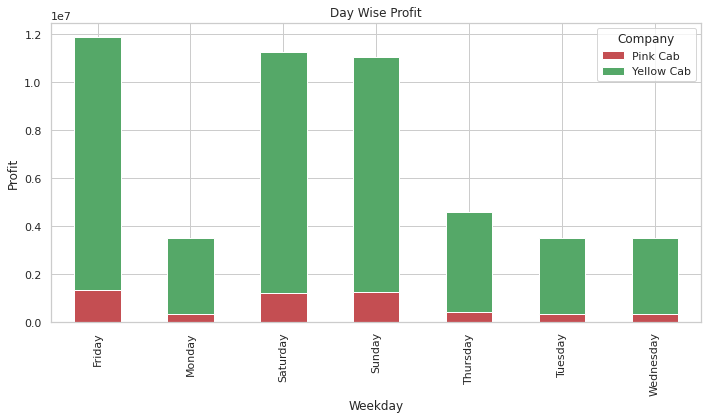 Day Wise Profit
1e7
Company
Pink Cab
Yellow Cab
1.2
1.0
0.8
0.6
0.4
0.2
0.0
Profit
Friday
Monday
Saturday
Sunday
Thursday
Tuesday
Wednesday
Weekday